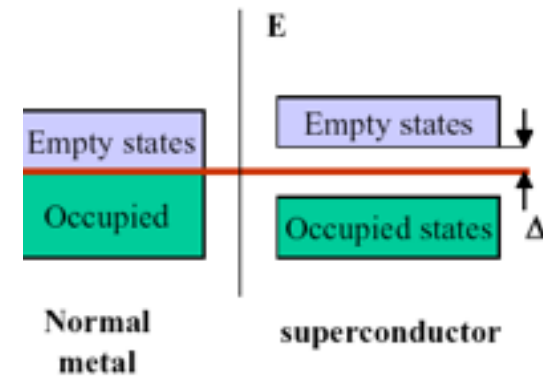 E
Empty states
Empty states
Occupied
Occupied states
Δ
Normal
metal
superconductor